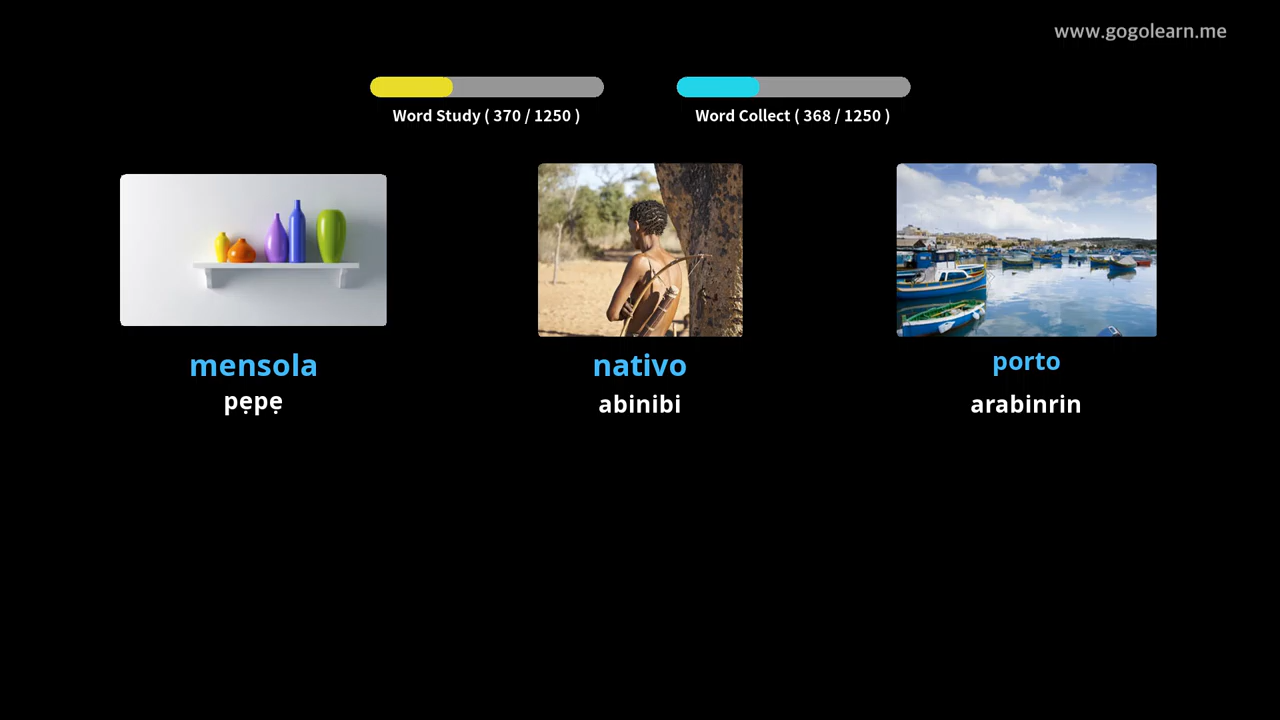 www.gogolearn.me
Word Study ( 370 / 1250 )
Word Collect ( 368 / 1250 )
mensola
pẹpẹ
nativo
abinibi
porto
arabinrin